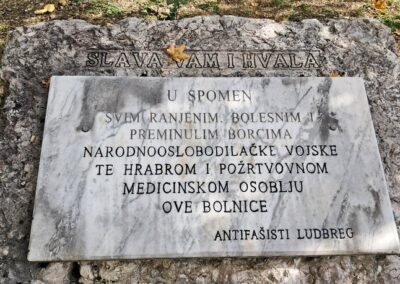 SLAVA VAM I HVALA
U SPOMEN
SVIM RANJENIM, BOLESNIM I
PREMINULIM BORCIMA
NARODNOOSLOBODILAČKE VOJSKE
TE HRABROM I POŽRTVOVNOM
MEDICINSKOM OSOBLJU
OVE BOLNICE
ANTIFAŠISTI LUDBREG